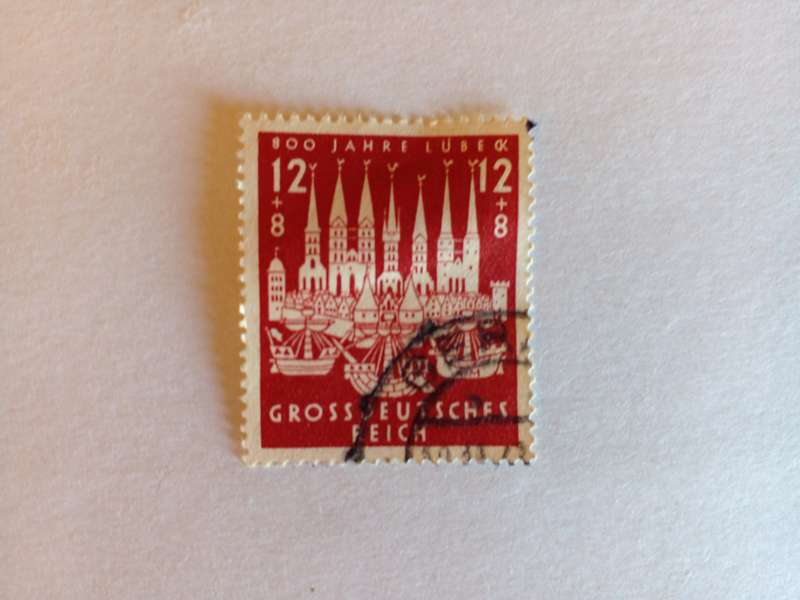 800 JAHRE LÜBECK
12 12
+ +
8 8
GROSSDEUTSCHES
REICH